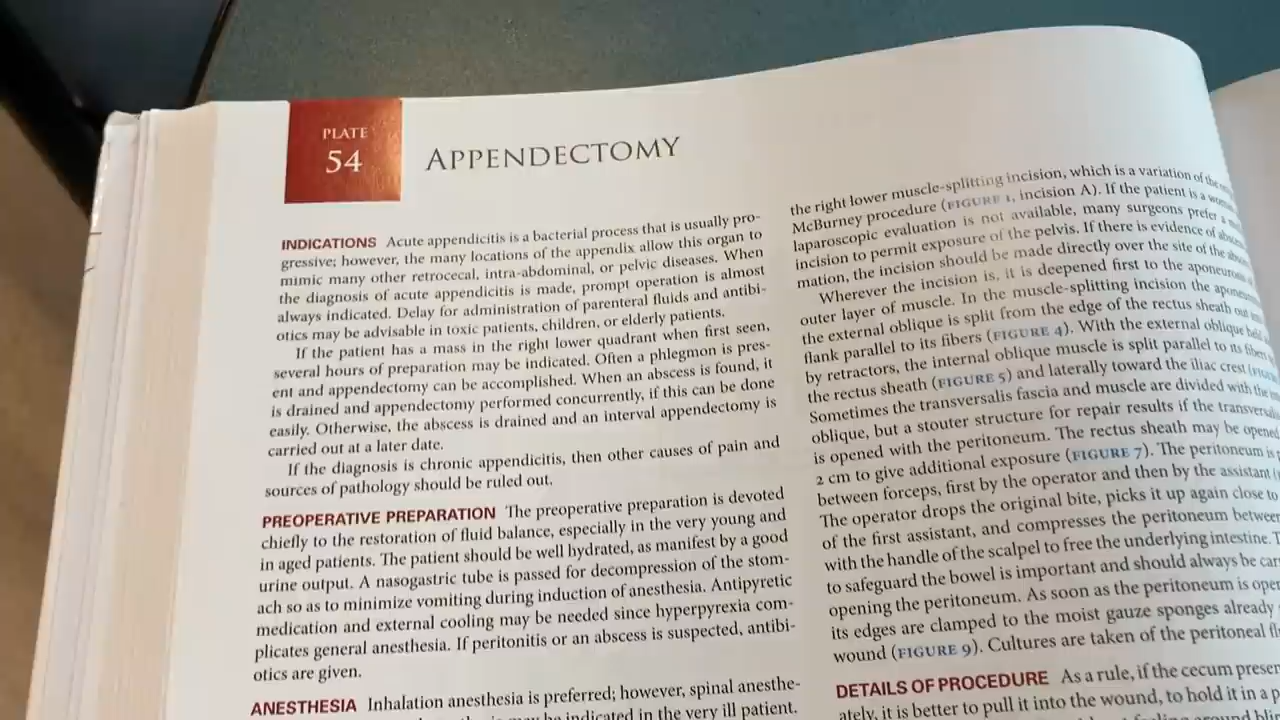 PLATE
54
APPENDECTOMY
INDICATIONS Acute appendicitis is a bacterial process that is usually pro-
gressive; however, the many locations of the appendix allow this organ to
mimic many other retrocecal, intra-abdominal, or pelvic diseases. When
the diagnosis of acute appendicitis is made, prompt operation is almost
always indicated. Delay for administration of parenteral fluids and antibi-
otics may be advisable in toxic patients, children, or elderly patients.
If the patient has a mass in the right lower quadrant when first seen,
several hours of preparation may be indicated. Often a phlegmon is pres-
ent and appendectomy can be accomplished. When an abscess is found, it
is drained and appendectomy performed concurrently, if this can be done
easily. Otherwise, the abscess is drained and an interval appendectomy is
carried out at a later date.
If the diagnosis is chronic appendicitis, then other causes of pain and
sources of pathology should be ruled out.
PREOPERATIVE PREPARATION The preoperative preparation is devoted
chiefly to the restoration of fluid balance, especially in the very young and
in aged patients. The patient should be well hydrated, as manifest by a good
urine output. A nasogastric tube is passed for decompression of the stom-
ach so as to minimize vomiting during induction of anesthesia. Antipyretic
medication and external cooling may be needed since hyperpyrexia com-
plicates general anesthesia. If peritonitis or an abscess is suspected, antibi-
otics are given.
ANESTHESIA Inhalation anesthesia is preferred; however, spinal anesthe-
may be indicated in the very ill patient.
the right lower muscle-splitting incision, which is a variation of the
McBurney procedure (FIGURE 1, incision A). If the patient is a
laparoscopic evaluation is not available, many surgeons prefer a
incision to permit exposure of the pelvis. If there is evidence of
mation, the incision should be made directly over the site of the
Wherever the incision is, it is deepened first to the
outer layer of muscle. In the muscle-splitting incision the
the external oblique is split from the edge of the rectus sheath out
flank parallel to its fibers (FIGURE 4). With the external oblique
by retractors, the internal oblique muscle is split parallel to its fibers
the rectus sheath (FIGURE 5) and laterally toward the iliac crest
Sometimes the transversalis fascia and muscle are divided with the
oblique, but a stouter structure for repair results if the
is opened with the peritoneum. The rectus sheath may be opened
2 cm to give additional exposure (FIGURE 7). The peritoneum is
between forceps, first by the operator and then by the assistant
The operator drops the original bite, picks it up again close to
of the first assistant, and compresses the peritoneum between
with the handle of the scalpel to free the underlying intestine.
to safeguard the bowel is important and should always be
opening the peritoneum. As soon as the peritoneum is
its edges are clamped to the moist gauze sponges already
wound (FIGURE 9). Cultures are taken of the peritoneal
DETAILS OF PROCEDURE As a rule, if the cecum
ately, it is better to pull it into the wound, to hold it in a